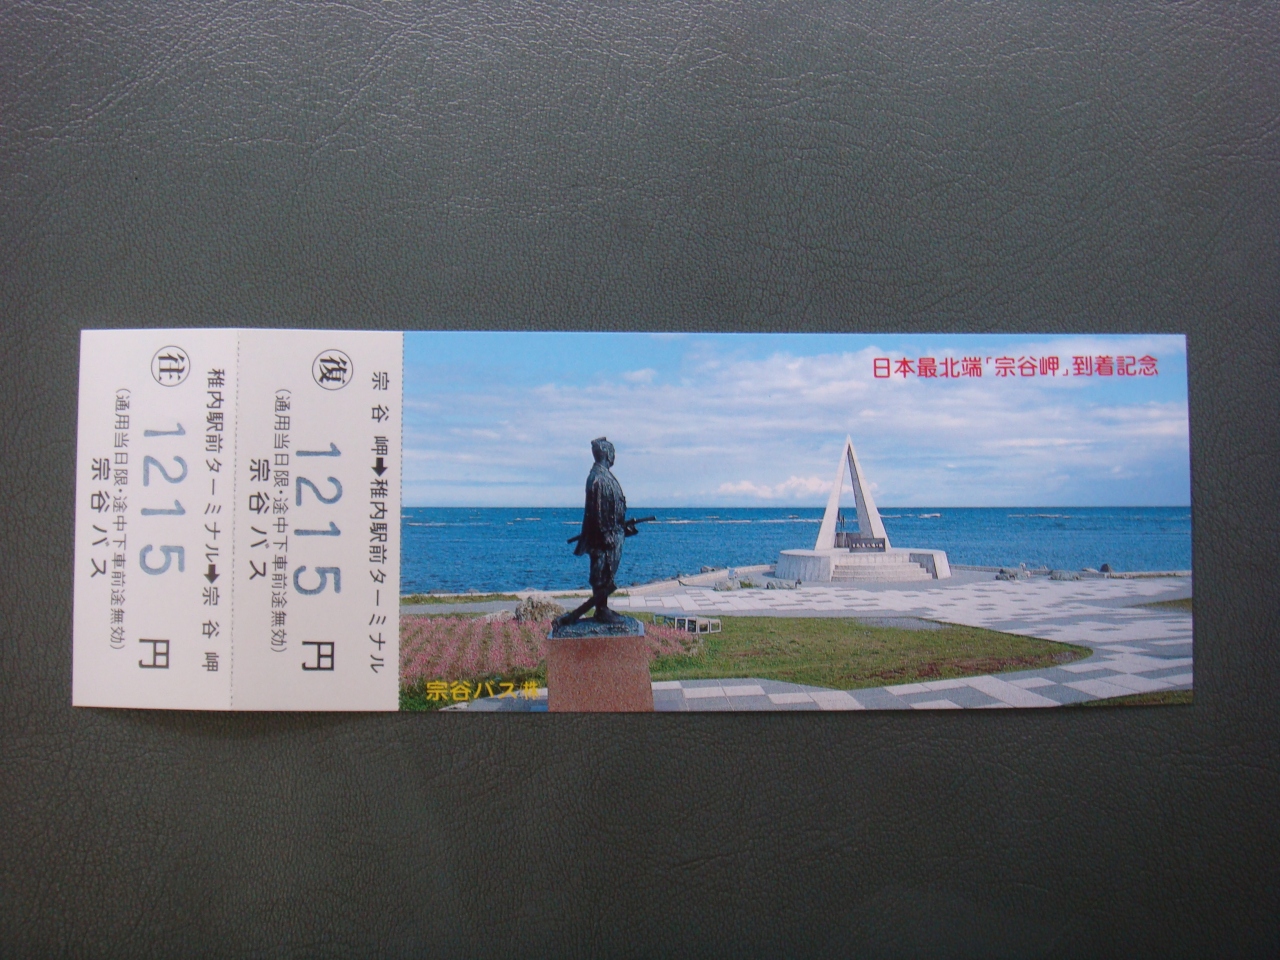 日本最北端「宗谷岬」到着記念
宗谷バス㈱
宗谷岬➡稚内駅前ターミナル
復 1215円
(通用当日限・途中下車前途無効)
宗谷バス
稚内駅前ターミナル➡宗谷岬
往 1215円
(通用当日限・途中下車前途無効)
宗谷バス